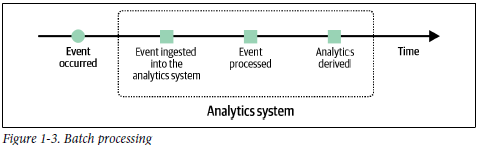 Event occurred
Event ingested into the analytics system
Event processed
Analytics derived
Time
Analytics system
Figure 1-3. Batch processing